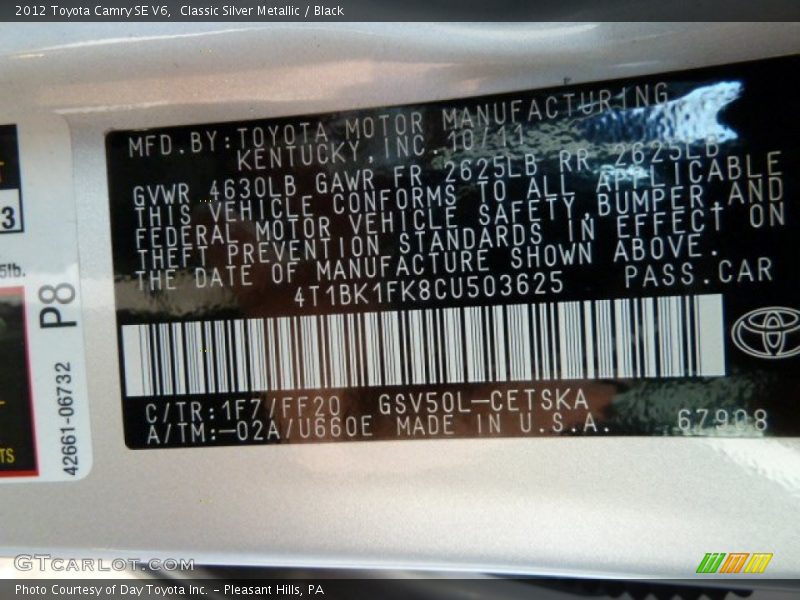 2012 Toyota Camry SE V6, Classic Silver Metallic / Black
MFD.BY:TOYOTA MOTOR MANUFACTURING
KENTUCKY,INC.10/11
GVWR 4630LB GAWR FR 2625LB RR 2625LB
THIS VEHICLE CONFORMS TO ALL APPLICABLE
FEDERAL MOTOR VEHICLE SAFETY,BUMPER,AND
THEFT PREVENTION STANDARDS IN EFFECT ON
THE DATE OF MANUFACTURE SHOWN ABOVE.
4T1BK1FK8CU503625 PASS.CAR
C/TR:1F7/FF20 GSV50L-CETSKA
A/TM:-02A/U660E MADE IN U.S.A. 67908
3
5lb.
P8
42661-06732
TS
GTCARLOT.COM
Photo Courtesy of Day Toyota Inc. - Pleasant Hills, PA